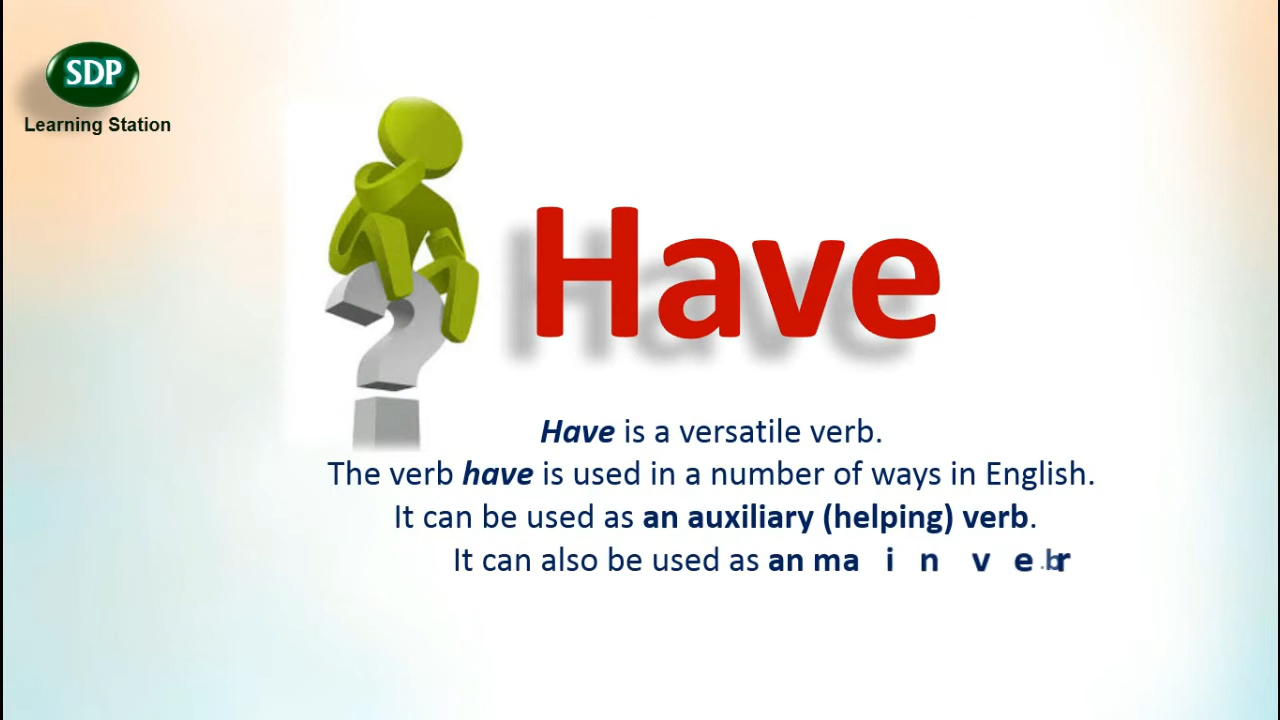 SDP
Learning Station
Have
Have is a versatile verb.
The verb have is used in a number of ways in English.
It can be used as an auxiliary (helping) verb.
It can also be used as an main